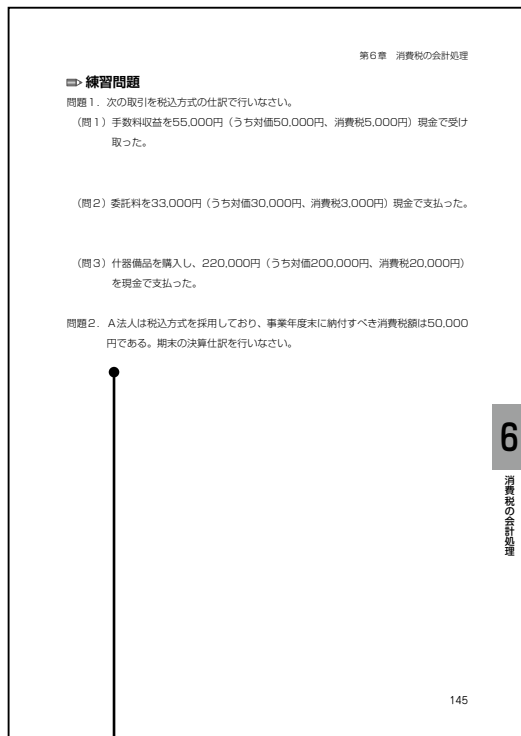 第6章 消費税の会計処理
練習問題
問題1．次の取引を税込方式の仕訳で行いなさい。
（問1）手数料収益を55,000円（うち対価50,000円、消費税5,000円）現金で受け
取った。
（問2）委託料を33,000円（うち対価30,000円、消費税3,000円）現金で支払った。
（問3）什器備品を購入し、220,000円（うち対価200,000円、消費税20,000円）
を現金で支払った。
問題2．A法人は税込方式を採用しており、事業年度末に納付すべき消費税額は50,000
円である。期末の決算仕訳を行いなさい。
6
消費税の会計処理
145